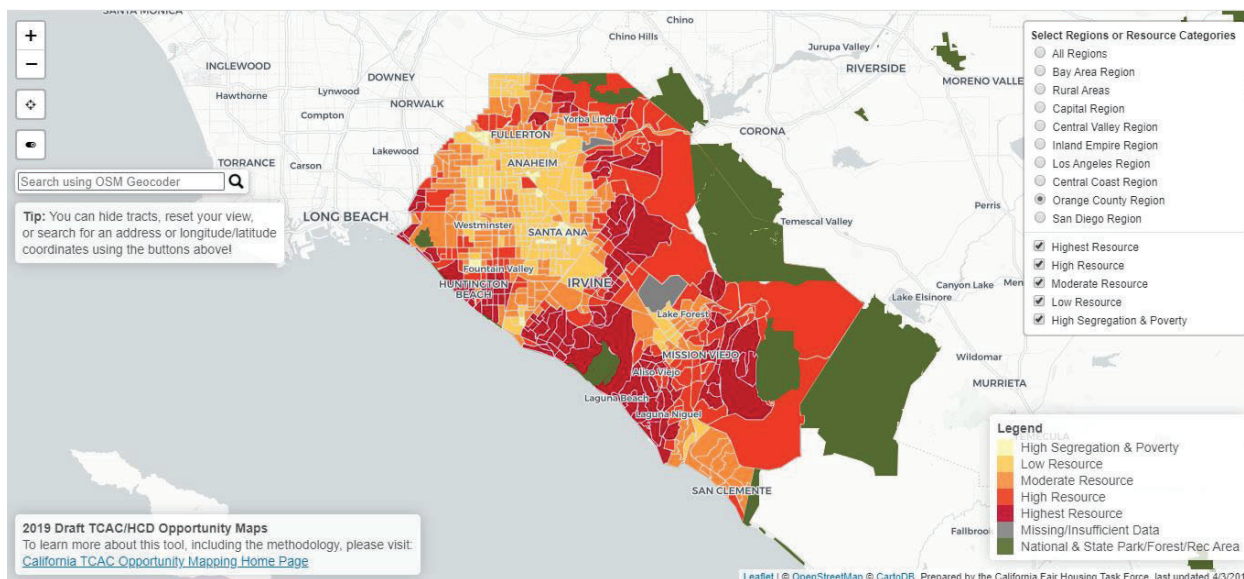 SANTA MONICA
Chino
Chino Hills
Jurupa Valley
RIVERSIDE
MORENO VALLE
INGLEWOOD
DOWNEY
Hawthorne
Lynwood
NORWALK
Compton
Yorba Linda
FULLERTON
CORONA
Lakewood
TORRANCE
Carson
ANAHEIM
Perris
LONG BEACH
Temescal Valley
Westminster
SANTA ANA
Fountain Valley
HUNTINGTON
BEACH
IRVINE
Canyon Lake
Men
Lake Elsinore
Lake Forest
MISSION VIEJO
Wildomar
Aliso Viejo
MURRIETA
Laguna Beach
Laguna Niguel
TEMECULA
SAN CLEMENTE
Fallbrook
+
−
Search using OSM Geocoder
Tip: You can hide tracts, reset your view,
or search for an address or longitude/latitude
coordinates using the buttons above!
Select Regions or Resource Categories
All Regions
Bay Area Region
Rural Areas
Capital Region
Central Valley Region
Inland Empire Region
Los Angeles Region
Central Coast Region
Orange County Region
San Diego Region
Highest Resource
High Resource
Moderate Resource
Low Resource
High Segregation & Poverty
Legend
High Segregation & Poverty
Low Resource
Moderate Resource
High Resource
Highest Resource
Missing/Insufficient Data
National & State Park/Forest/Rec Area
2019 Draft TCAC/HCD Opportunity Maps
To learn more about this tool, including the methodology, please visit:
California TCAC Opportunity Mapping Home Page
Leaflet | © OpenStreetMap © CartoDB, Prepared by the California Fair Housing Task Force, last updated 4/3/201